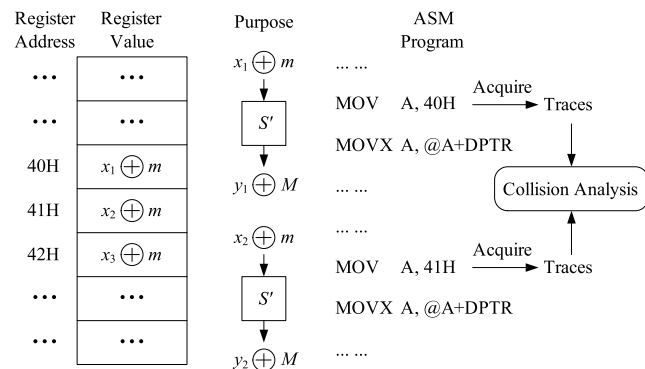 Register Address
Register Value
Purpose
ASM Program
... ...
... ...
40H x₁ ⊕ m
41H x₂ ⊕ m
42H x₃ ⊕ m
... ...
... ...
x₁ ⊕ m
S′
y₁ ⊕ M
x₂ ⊕ m
S′
y₂ ⊕ M
... ...
MOV A, 40H
MOVX A, @A+DPTR
... ...
... ...
MOV A, 41H
MOVX A, @A+DPTR
... ...
Acquire
Traces
Collision Analysis
Acquire
Traces